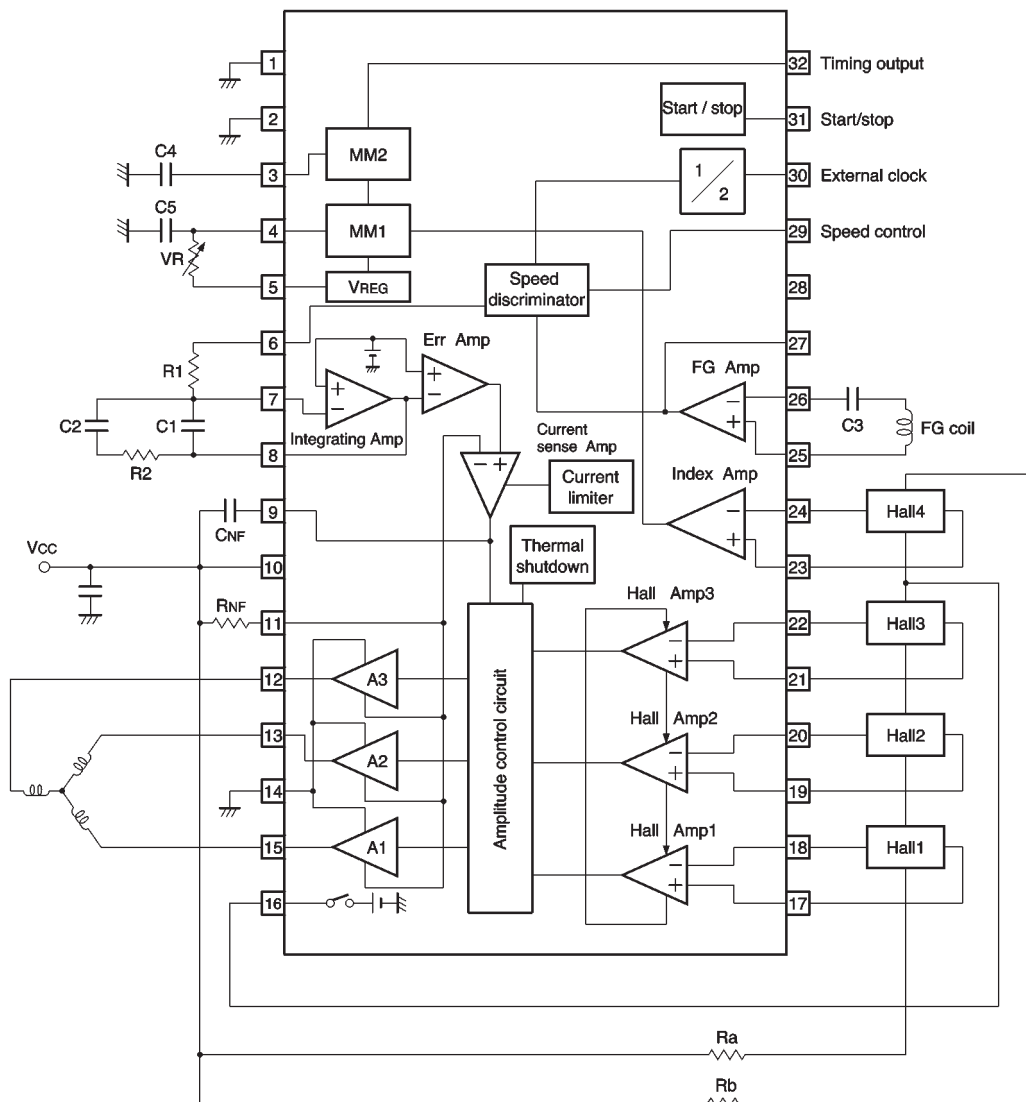 1
32 Timing output
Start / stop
2
31 Start/stop
C4
3
MM2
1/2
30 External clock
C5
4
MM1
29 Speed control
VR
5
VREG
Speed
discriminator
28
6
Err Amp
27
R1
FG Amp
+
−
+
−
−
+
7
26
C3
C2
C1
Integrating Amp
FG coil
8
25
R2
Current
sense Amp
− +
Current
limiter
Index Amp
9
CNF
−
+
24
Hall4
VCC
10
Thermal
shutdown
23
RNF
11
Hall Amp3
22
Hall3
−
+
12
A3
21
13
A2
Hall Amp2
20
Hall2
−
+
14
19
Amplitude control circuit
15
A1
Hall Amp1
18
Hall1
−
+
16
17
Ra
Rb